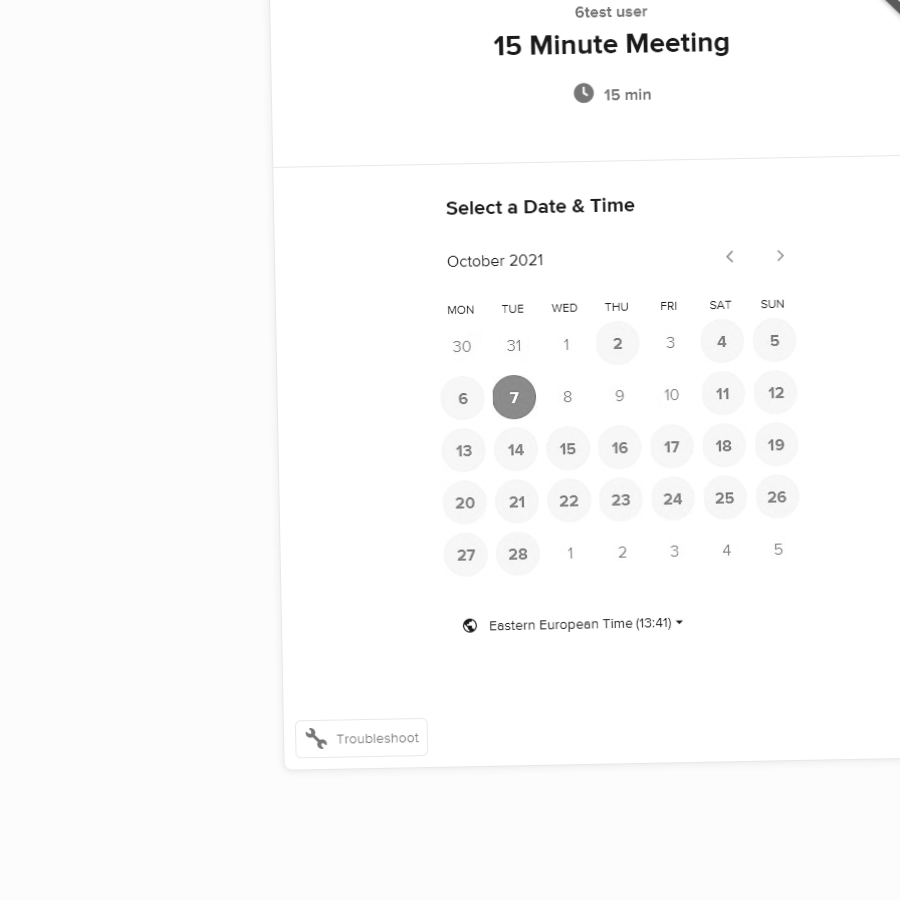 6test user
15 Minute Meeting
15 min
Select a Date & Time
October 2021
MON TUE WED THU FRI SAT SUN
30 31 1 2 3 4 5
6 7 8 9 10 11 12
13 14 15 16 17 18 19
20 21 22 23 24 25 26
27 28 1 2 3 4 5
Eastern European Time (13:41)
Troubleshoot